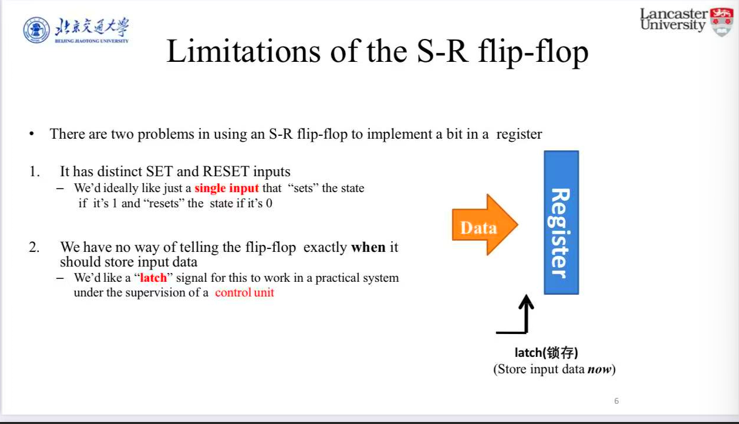 北京交通大学
BEIJING JIAOTONG UNIVERSITY
Lancaster
University
Limitations of the S-R flip-flop
• There are two problems in using an S-R flip-flop to implement a bit in a register
1. It has distinct SET and RESET inputs
– We’d ideally like just a single input that “sets” the state
if it’s 1 and “resets” the state if it’s 0
2. We have no way of telling the flip-flop exactly when it
should store input data
– We’d like a “latch” signal for this to work in a practical system
under the supervision of a control unit
Data
Register
latch(锁存)
(Store input data now)
6